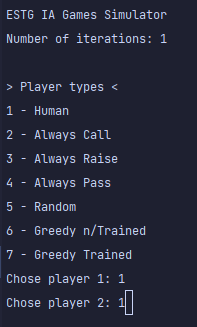 ESTG IA Games Simulator
Number of iterations: 1
> Player types <
1 - Human
2 - Always Call
3 - Always Raise
4 - Always Pass
5 - Random
6 - Greedy n/Trained
7 - Greedy Trained
Chose player 1: 1
Chose player 2: 1